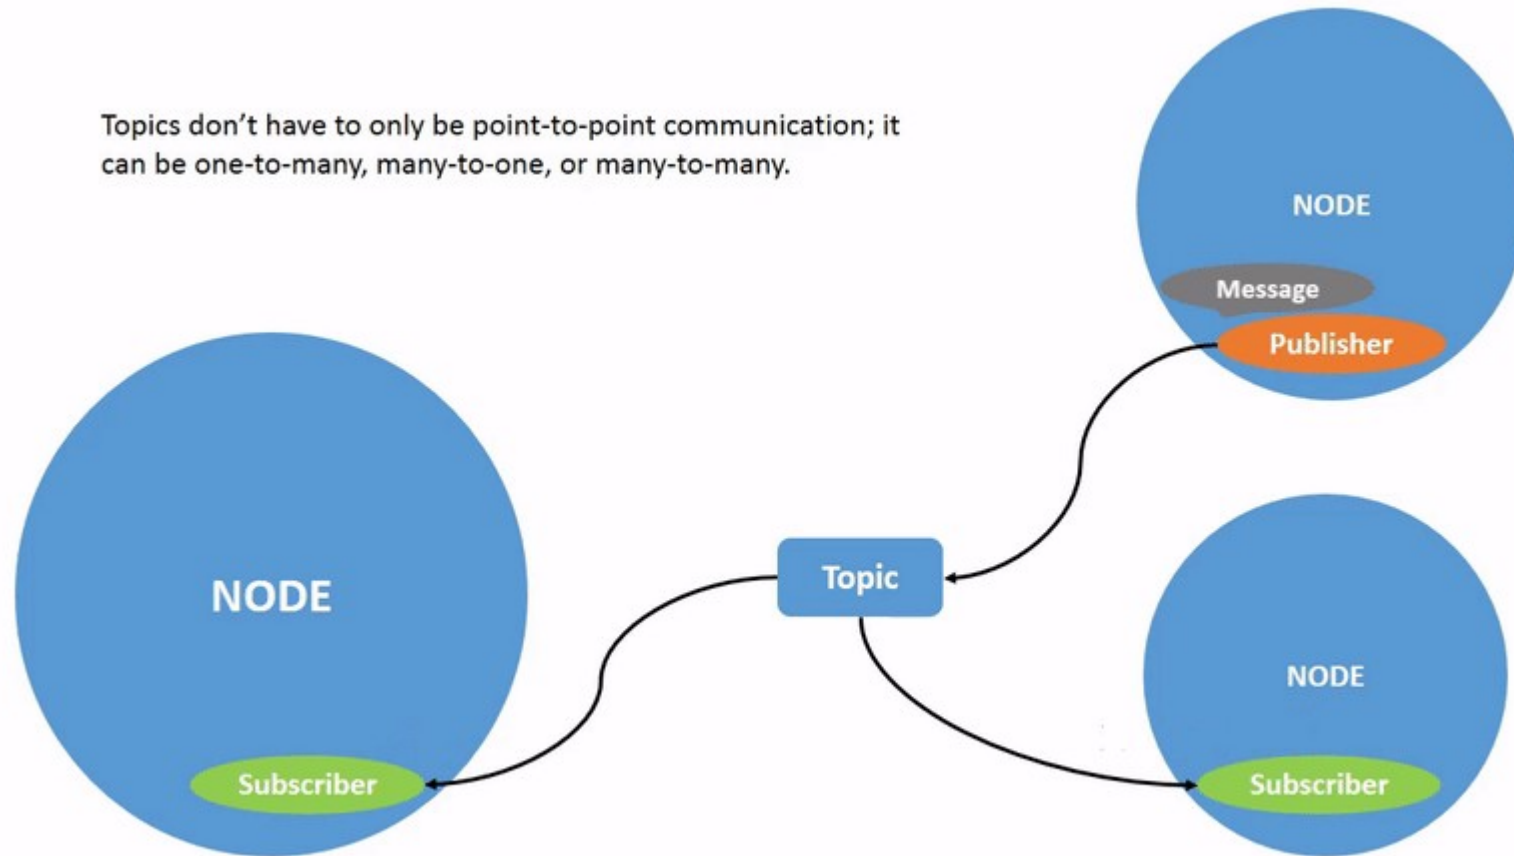 Topics don’t have to only be point-to-point communication; it
can be one-to-many, many-to-one, or many-to-many.
NODE
Message
Publisher
Topic
NODE
Subscriber
NODE
Subscriber